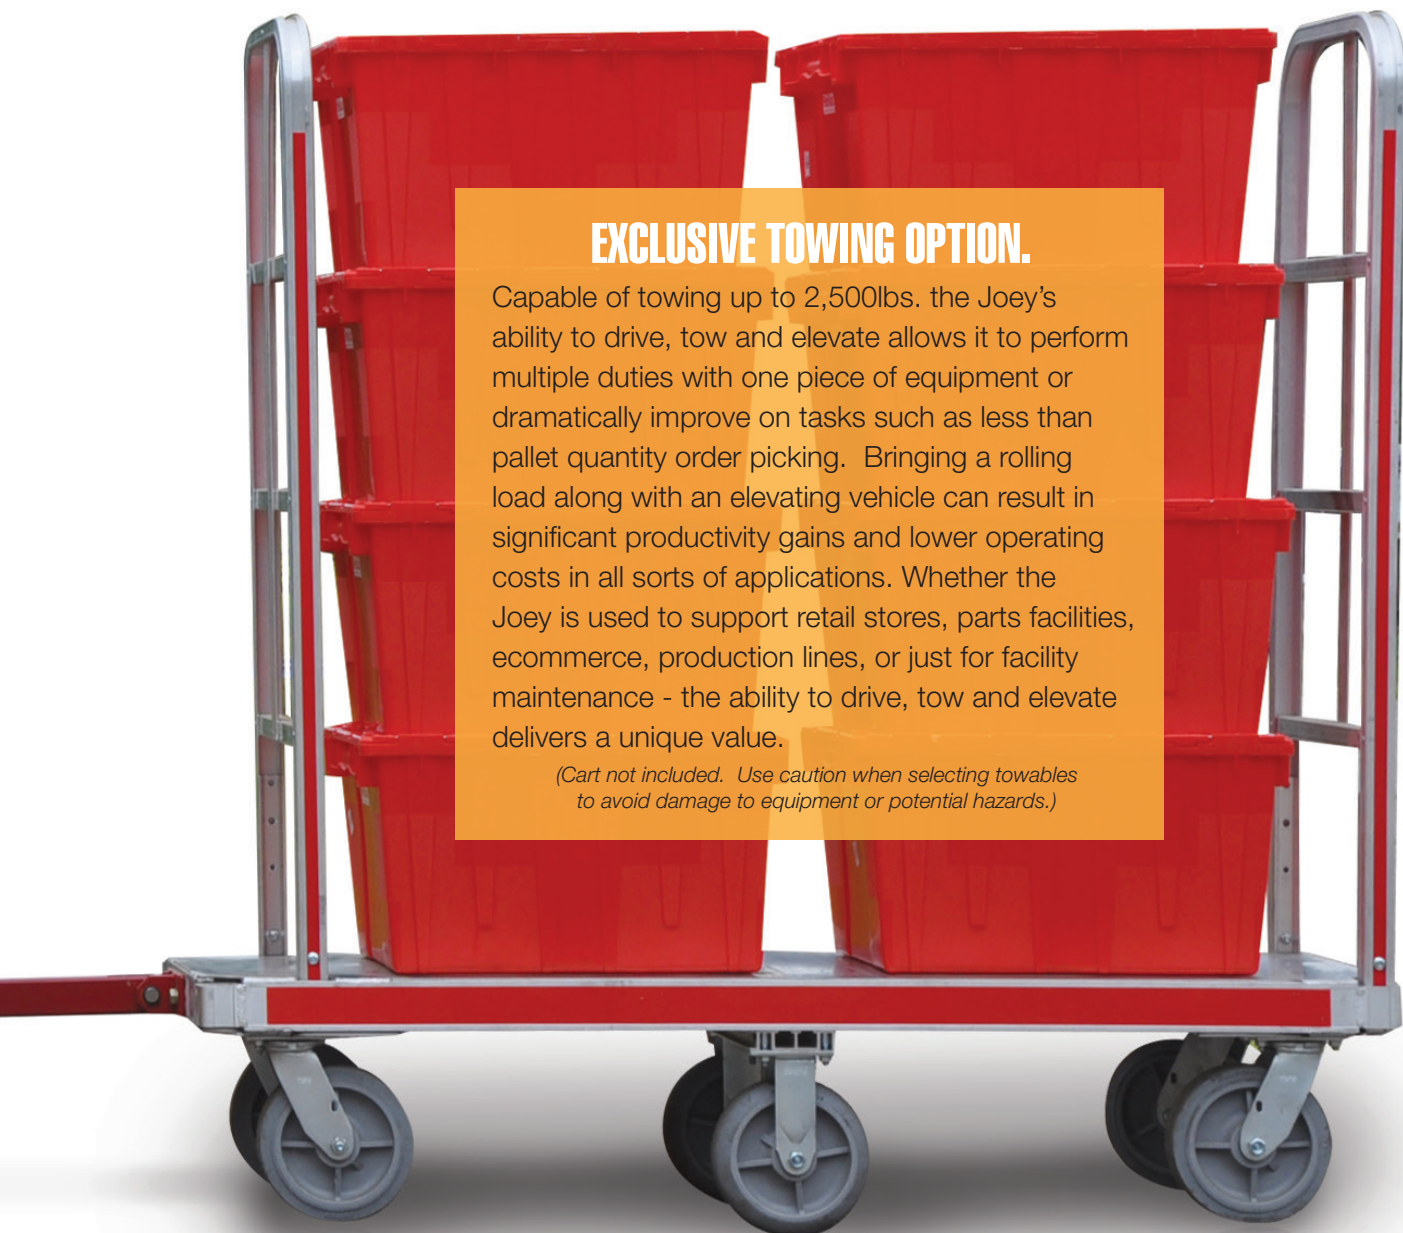 EXCLUSIVE TOWING OPTION.
Capable of towing up to 2,500lbs. the Joey’s
ability to drive, tow and elevate allows it to perform
multiple duties with one piece of equipment or
dramatically improve on tasks such as less than
pallet quantity order picking.  Bringing a rolling
load along with an elevating vehicle can result in
significant productivity gains and lower operating
costs in all sorts of applications. Whether the
Joey is used to support retail stores, parts facilities,
ecommerce, production lines, or just for facility
maintenance - the ability to drive, tow and elevate
delivers a unique value.
(Cart not included.  Use caution when selecting towables
to avoid damage to equipment or potential hazards.)